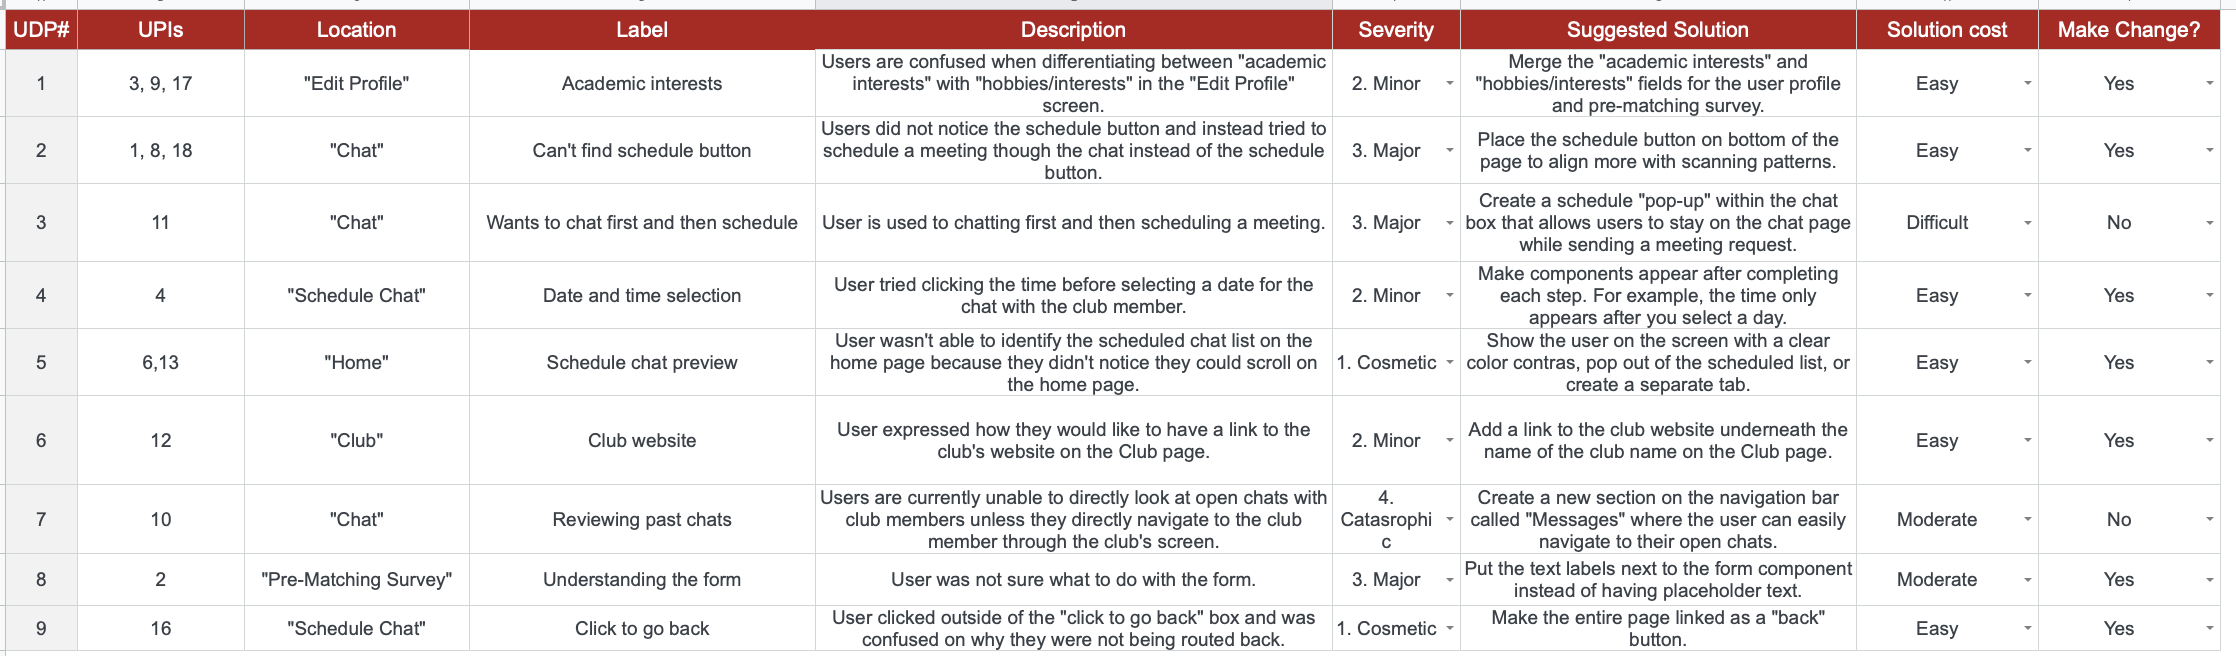 UDP# UPIs Location Label Description Severity Suggested Solution Solution cost Make Change?
1 3, 9, 17 "Edit Profile" Academic interests
Users are confused when differentiating between "academic
interests" with "hobbies/interests" in the "Edit Profile"
screen.
2. Minor
Merge the "academic interests" and
"hobbies/interests" fields for the user profile
and pre-matching survey.
Easy Yes
2 1, 8, 18 "Chat" Can't find schedule button
Users did not notice the schedule button and instead tried to
schedule a meeting though the chat instead of the schedule
button.
3. Major
Place the schedule button on bottom of the
page to align more with scanning patterns.
Easy Yes
3 11 "Chat" Wants to chat first and then schedule
User is used to chatting first and then scheduling a meeting.
3. Major
Create a schedule "pop-up" within the chat
box that allows users to stay on the chat page
while sending a meeting request.
Difficult No
4 4 "Schedule Chat" Date and time selection
User tried clicking the time before selecting a date for the
chat with the club member.
2. Minor
Make components appear after completing
each step. For example, the time only
appears after you select a day.
Easy Yes
5 6,13 "Home" Schedule chat preview
User wasn't able to identify the scheduled chat list on the
home page because they didn't notice they could scroll on
the home page.
1. Cosmetic
Show the user on the screen with a clear
color contras, pop out of the scheduled list, or
create a separate tab.
Easy Yes
6 12 "Club" Club website
User expressed how they would like to have a link to the
club's website on the Club page.
2. Minor
Add a link to the club website underneath the
name of the club name on the Club page.
Easy Yes
7 10 "Chat" Reviewing past chats
Users are currently unable to directly look at open chats with
club members unless they directly navigate to the club
member through the club's screen.
4.
Catasrophi
c
Create a new section on the navigation bar
called "Messages" where the user can easily
navigate to their open chats.
Moderate No
8 2 "Pre-Matching Survey" Understanding the form
User was not sure what to do with the form.
3. Major
Put the text labels next to the form component
instead of having placeholder text.
Moderate Yes
9 16 "Schedule Chat" Click to go back
User clicked outside of the "click to go back" box and was
confused on why they were not being routed back.
1. Cosmetic
Make the entire page linked as a "back"
button.
Easy Yes